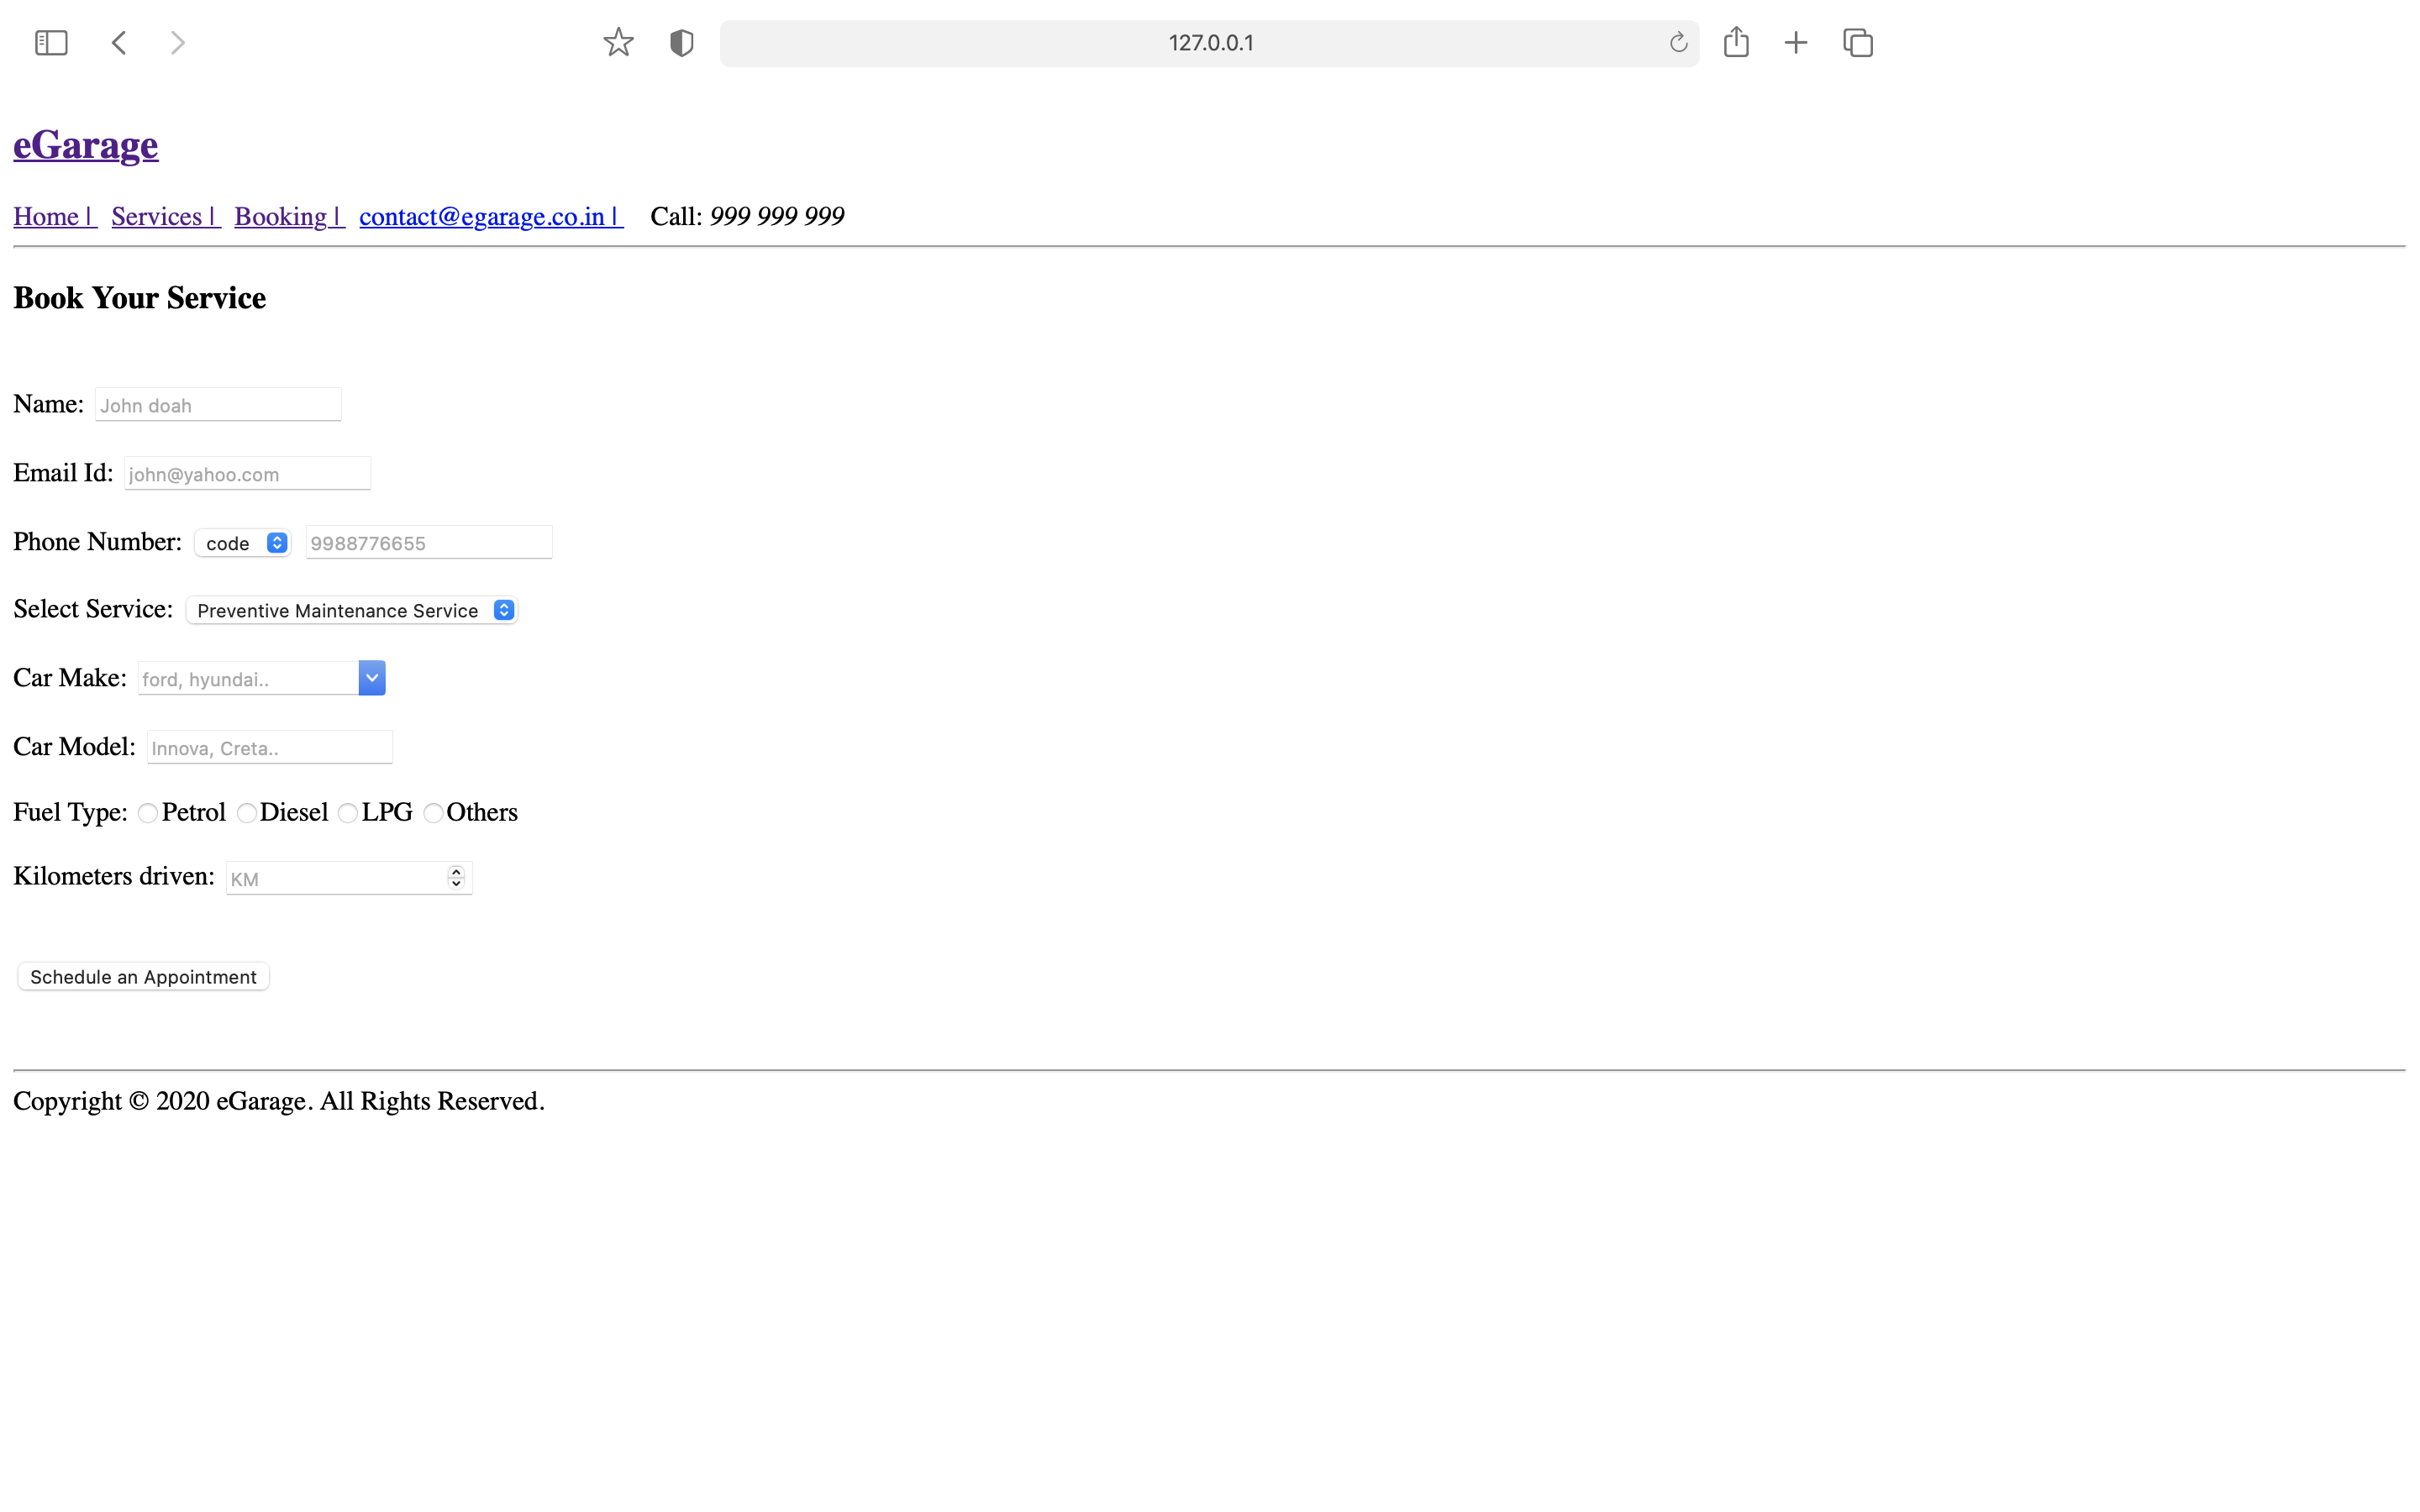 127.0.0.1
eGarage
Home | Services | Booking | contact@egarage.co.in | Call: 999 999 999
Book Your Service
Name: John doah
Email Id: john@yahoo.com
Phone Number: code 9988776655
Select Service: Preventive Maintenance Service
Car Make: ford, hyundai..
Car Model: Innova, Creta..
Fuel Type: Petrol Diesel LPG Others
Kilometers driven: KM
Schedule an Appointment
Copyright © 2020 eGarage. All Rights Reserved.